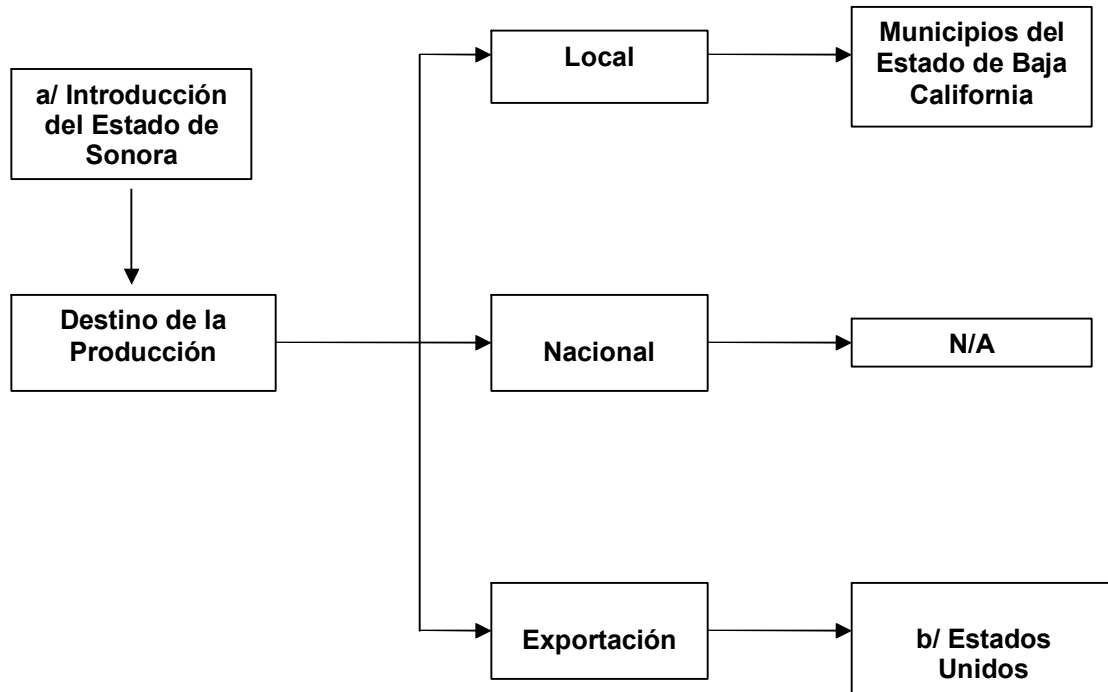 a/ Introducción
del Estado de
Sonora
Destino de la
Producción
Local
Municipios del
Estado de Baja
California
Nacional
N/A
Exportación
b/ Estados
Unidos